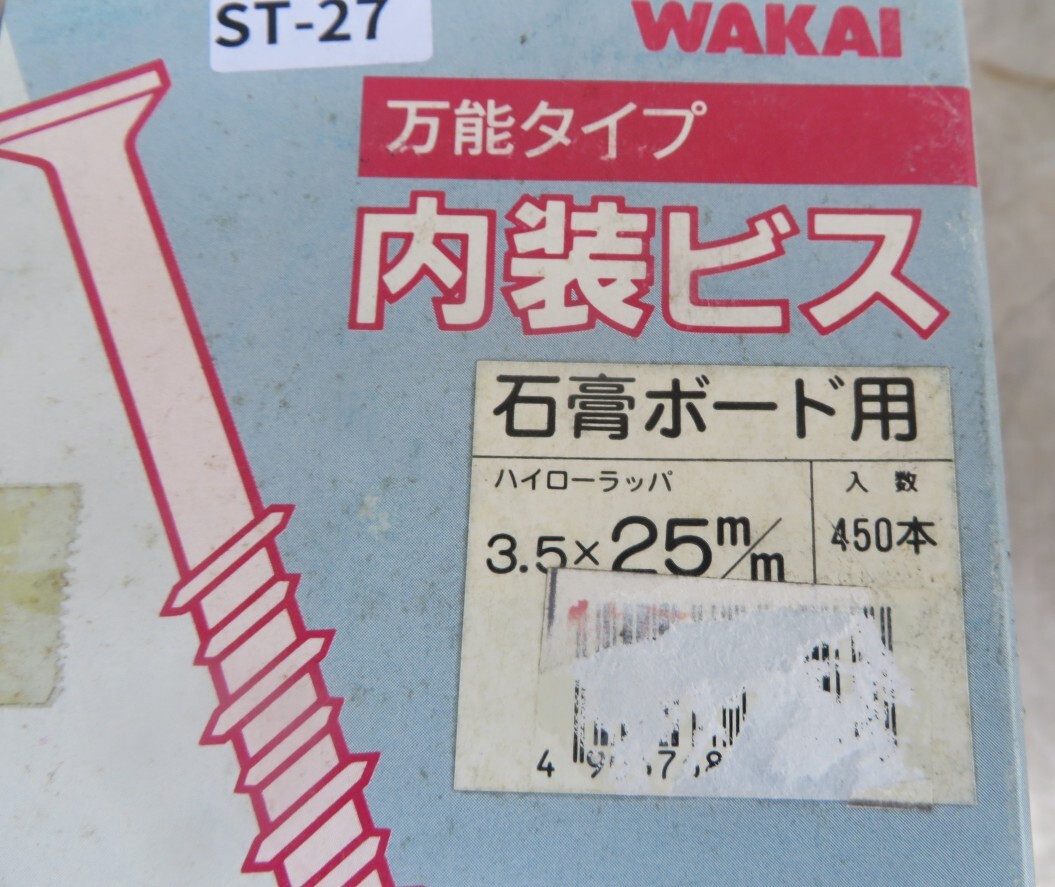 ST-27
WAKAI
万能タイプ
内装ビス
石膏ボード用
ハイローラッパ
入数
3.5×25m/m
450本